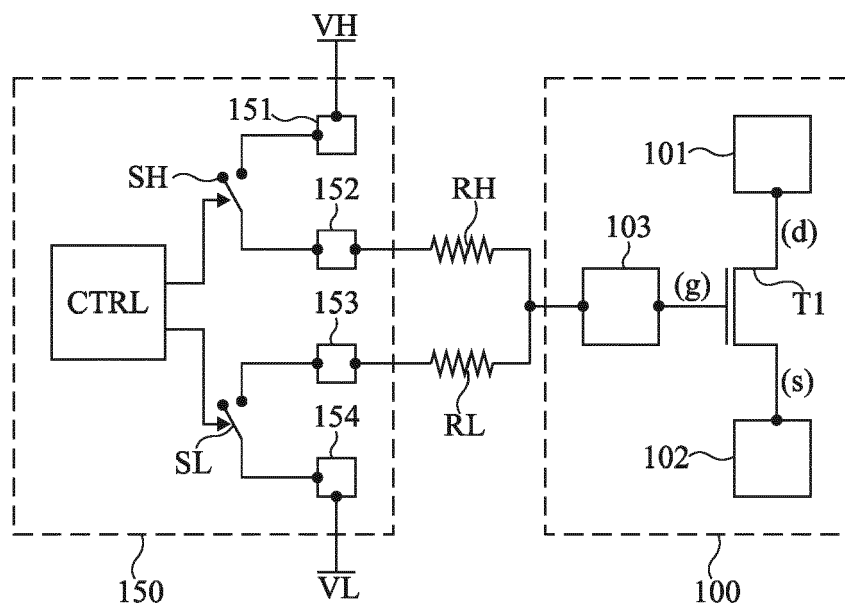 VH
151
SH
152
RH
101
103
(d)
CTRL
(g)
T1
153
(s)
154
RL
SL
102
150
VL
100